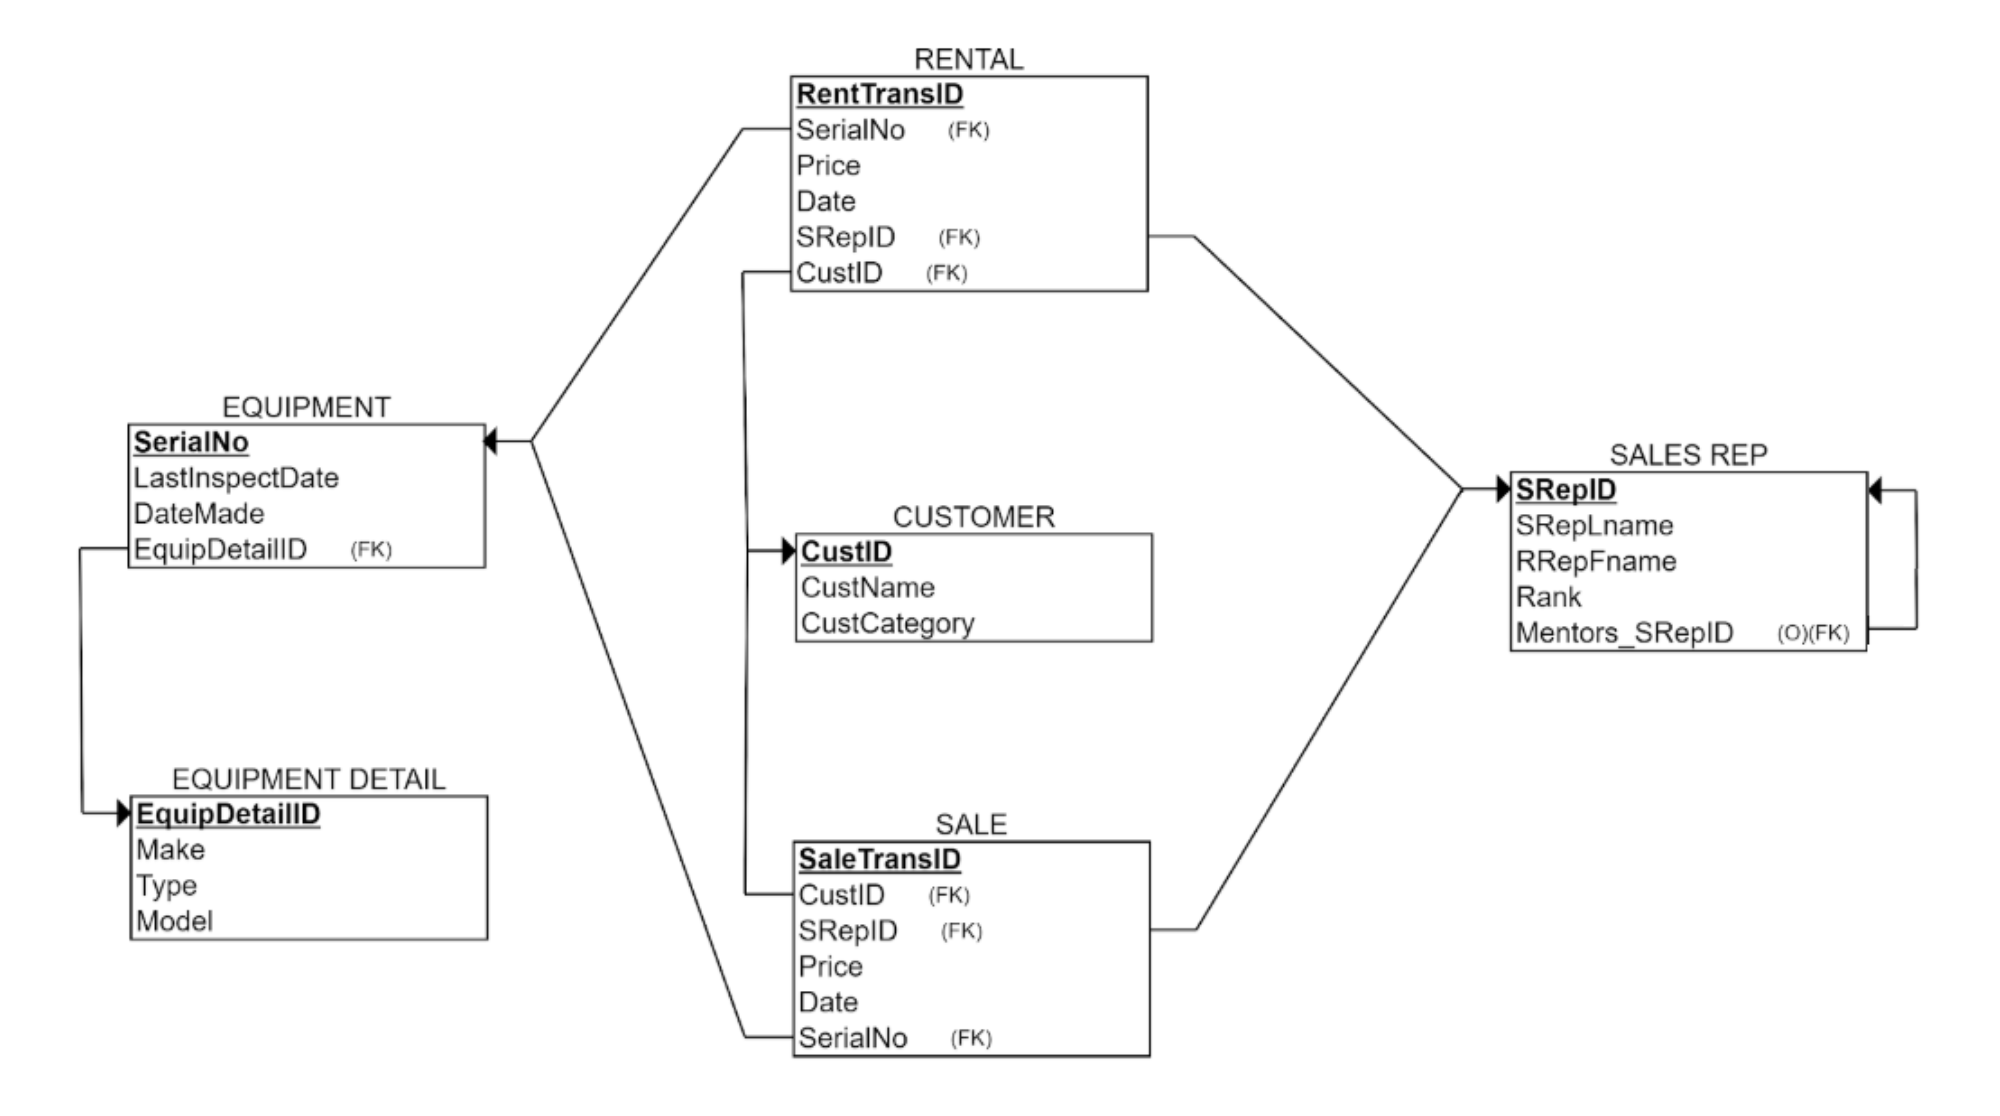 RENTAL
RentTransID
SerialNo (FK)
Price
Date
SRepID (FK)
CustID (FK)
EQUIPMENT
SerialNo
LastInspectDate
DateMade
EquipDetailID (FK)
CUSTOMER
CustID
CustName
CustCategory
SALES REP
SRepID
SRepLname
RRepFname
Rank
Mentors_SRepID (O)(FK)
EQUIPMENT DETAIL
EquipDetailID
Make
Type
Model
SALE
SaleTransID
CustID (FK)
SRepID (FK)
Price
Date
SerialNo (FK)